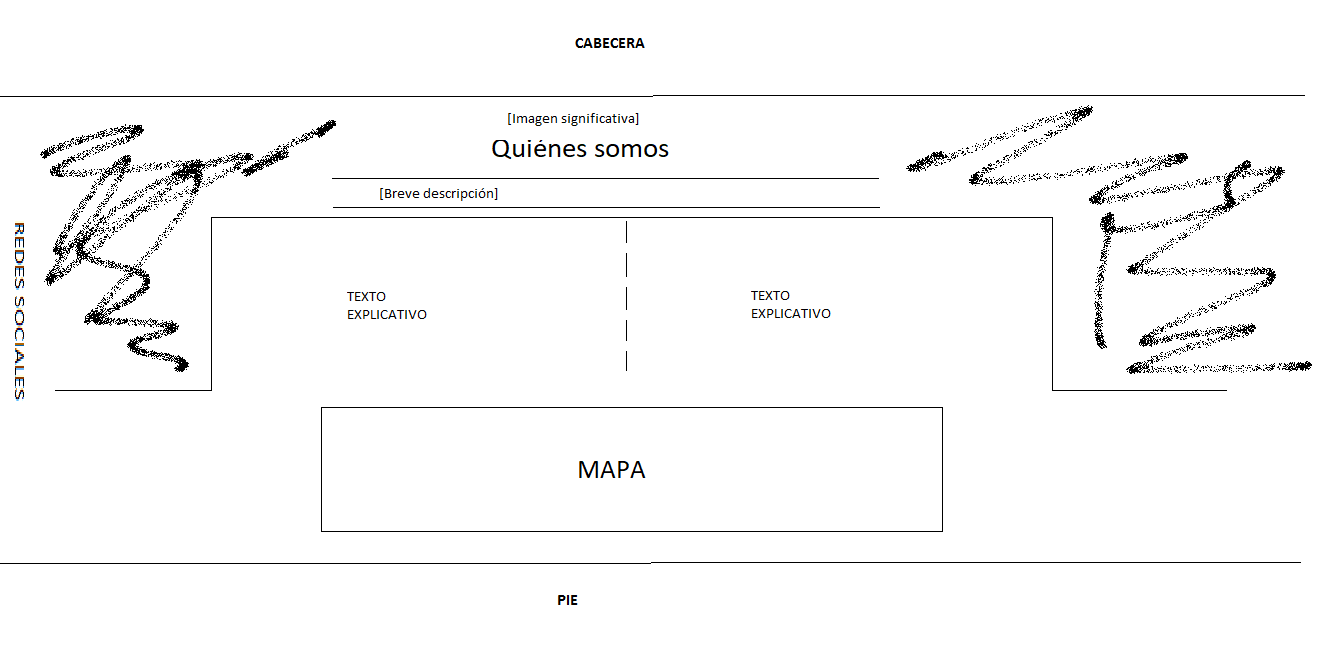 CABECERA
[Imagen significativa]
Quiénes somos
[Breve descripción]
REDES SOCIALES
TEXTO
EXPLICATIVO
TEXTO
EXPLICATIVO
MAPA
PIE